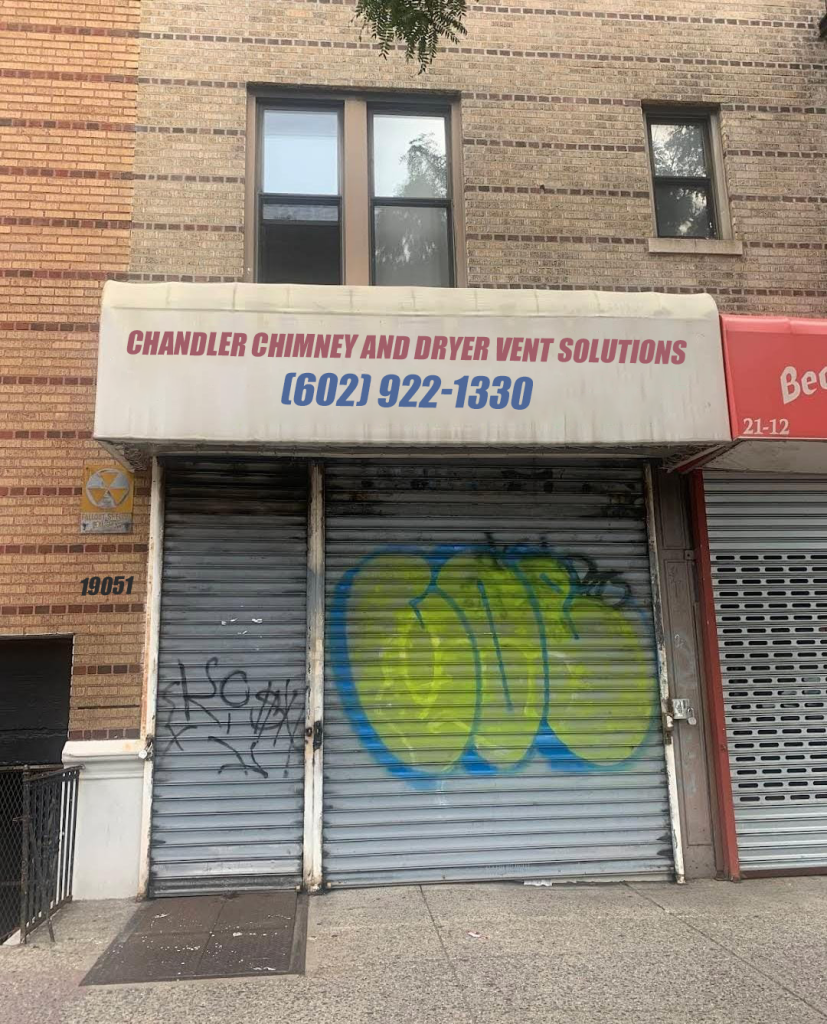 CHANDLER CHIMNEY AND DRYER VENT SOLUTIONS
(602) 922-1330
21-12
19051